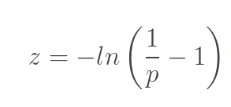 z = -ln(1/p - 1)